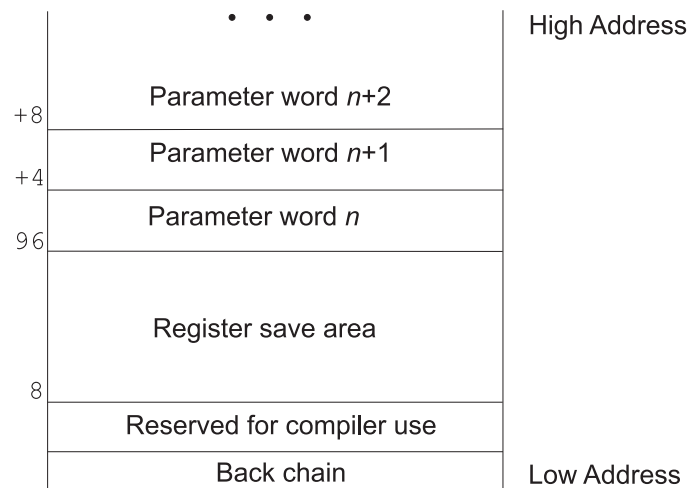 • • •
High Address
Parameter word n+2
+8
Parameter word n+1
+4
Parameter word n
96
Register save area
8
Reserved for compiler use
Back chain
Low Address